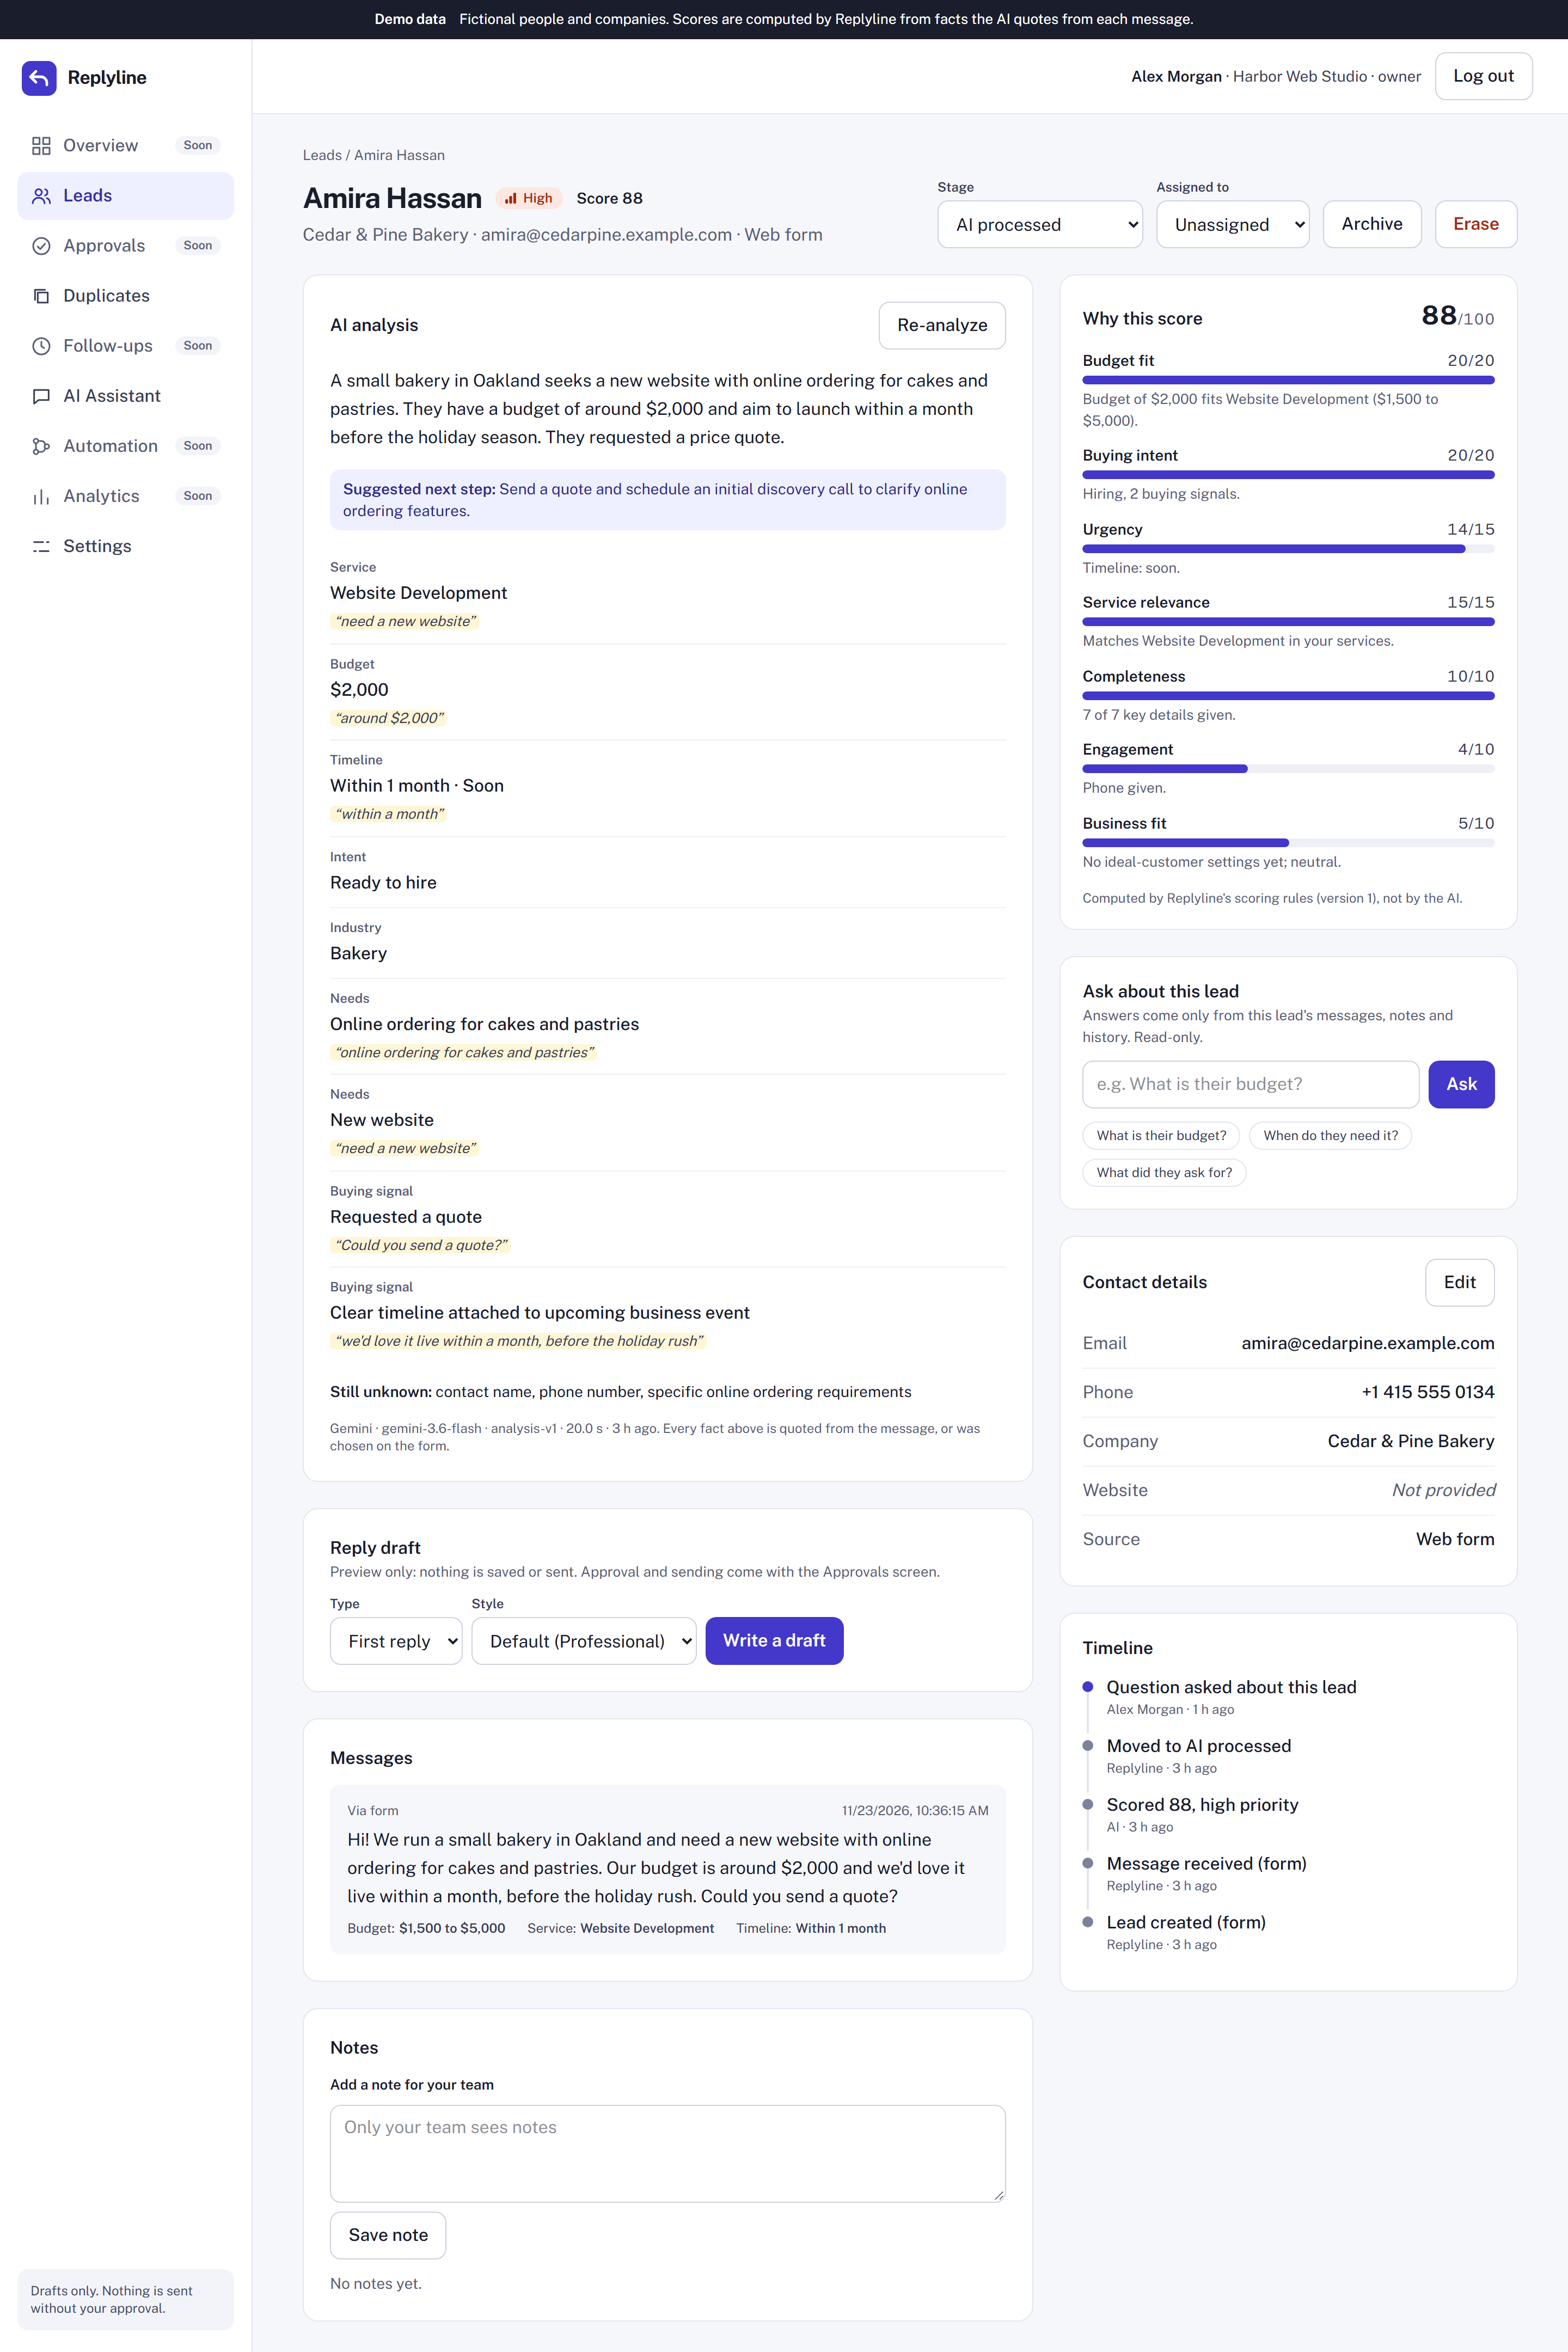 Demo data Fictional people and companies. Scores are computed by Replyline from facts the AI quotes from each message.
Replyline
Alex Morgan · Harbor Web Studio · owner
Log out
Overview Soon
Leads
Approvals Soon
Duplicates
Follow-ups Soon
AI Assistant
Automation Soon
Analytics Soon
Settings
Drafts only. Nothing is sent
without your approval.
Leads / Amira Hassan
Amira Hassan High Score 88
Cedar & Pine Bakery · amira@cedarpine.example.com · Web form
Stage
AI processed
Assigned to
Unassigned
Archive
Erase
AI analysis
Re-analyze
A small bakery in Oakland seeks a new website with online ordering for cakes and
pastries. They have a budget of around $2,000 and aim to launch within a month
before the holiday season. They requested a price quote.
Suggested next step: Send a quote and schedule an initial discovery call to clarify online
ordering features.
Service
Website Development
“need a new website”
Budget
$2,000
“around $2,000”
Timeline
Within 1 month · Soon
“within a month”
Intent
Ready to hire
Industry
Bakery
Needs
Online ordering for cakes and pastries
“online ordering for cakes and pastries”
Needs
New website
“need a new website”
Buying signal
Requested a quote
“Could you send a quote?”
Buying signal
Clear timeline attached to upcoming business event
“we'd love it live within a month, before the holiday rush”
Still unknown: contact name, phone number, specific online ordering requirements
Gemini · gemini-3.6-flash · analysis-v1 · 20.0 s · 3 h ago. Every fact above is quoted from the message, or was
chosen on the form.
Reply draft
Preview only: nothing is saved or sent. Approval and sending come with the Approvals screen.
Type
First reply
Style
Default (Professional)
Write a draft
Messages
Via form 11/23/2026, 10:36:15 AM
Hi! We run a small bakery in Oakland and need a new website with online
ordering for cakes and pastries. Our budget is around $2,000 and we'd love it
live within a month, before the holiday rush. Could you send a quote?
Budget: $1,500 to $5,000 Service: Website Development Timeline: Within 1 month
Notes
Add a note for your team
Only your team sees notes
Save note
No notes yet.
Why this score 88/100
Budget fit 20/20
Budget of $2,000 fits Website Development ($1,500 to
$5,000).
Buying intent 20/20
Hiring, 2 buying signals.
Urgency 14/15
Timeline: soon.
Service relevance 15/15
Matches Website Development in your services.
Completeness 10/10
7 of 7 key details given.
Engagement 4/10
Phone given.
Business fit 5/10
No ideal-customer settings yet; neutral.
Computed by Replyline's scoring rules (version 1), not by the AI.
Ask about this lead
Answers come only from this lead's messages, notes and
history. Read-only.
e.g. What is their budget?
Ask
What is their budget? When do they need it?
What did they ask for?
Contact details
Edit
Email amira@cedarpine.example.com
Phone +1 415 555 0134
Company Cedar & Pine Bakery
Website Not provided
Source Web form
Timeline
Question asked about this lead
Alex Morgan · 1 h ago
Moved to AI processed
Replyline · 3 h ago
Scored 88, high priority
AI · 3 h ago
Message received (form)
Replyline · 3 h ago
Lead created (form)
Replyline · 3 h ago